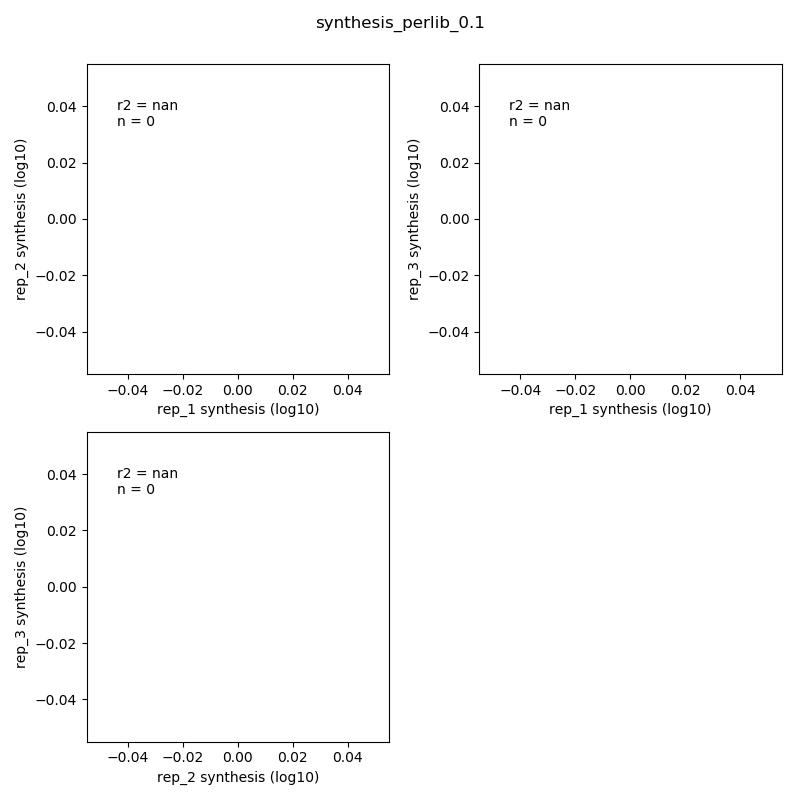 synthesis_perlib_0.1
r2 = nan
n = 0
0.04
0.02
0.00
−0.02
−0.04
rep_2 synthesis (log10)
−0.04 −0.02 0.00 0.02 0.04
rep_1 synthesis (log10)
r2 = nan
n = 0
0.04
0.02
0.00
−0.02
−0.04
rep_3 synthesis (log10)
−0.04 −0.02 0.00 0.02 0.04
rep_1 synthesis (log10)
r2 = nan
n = 0
0.04
0.02
0.00
−0.02
−0.04
rep_3 synthesis (log10)
−0.04 −0.02 0.00 0.02 0.04
rep_2 synthesis (log10)